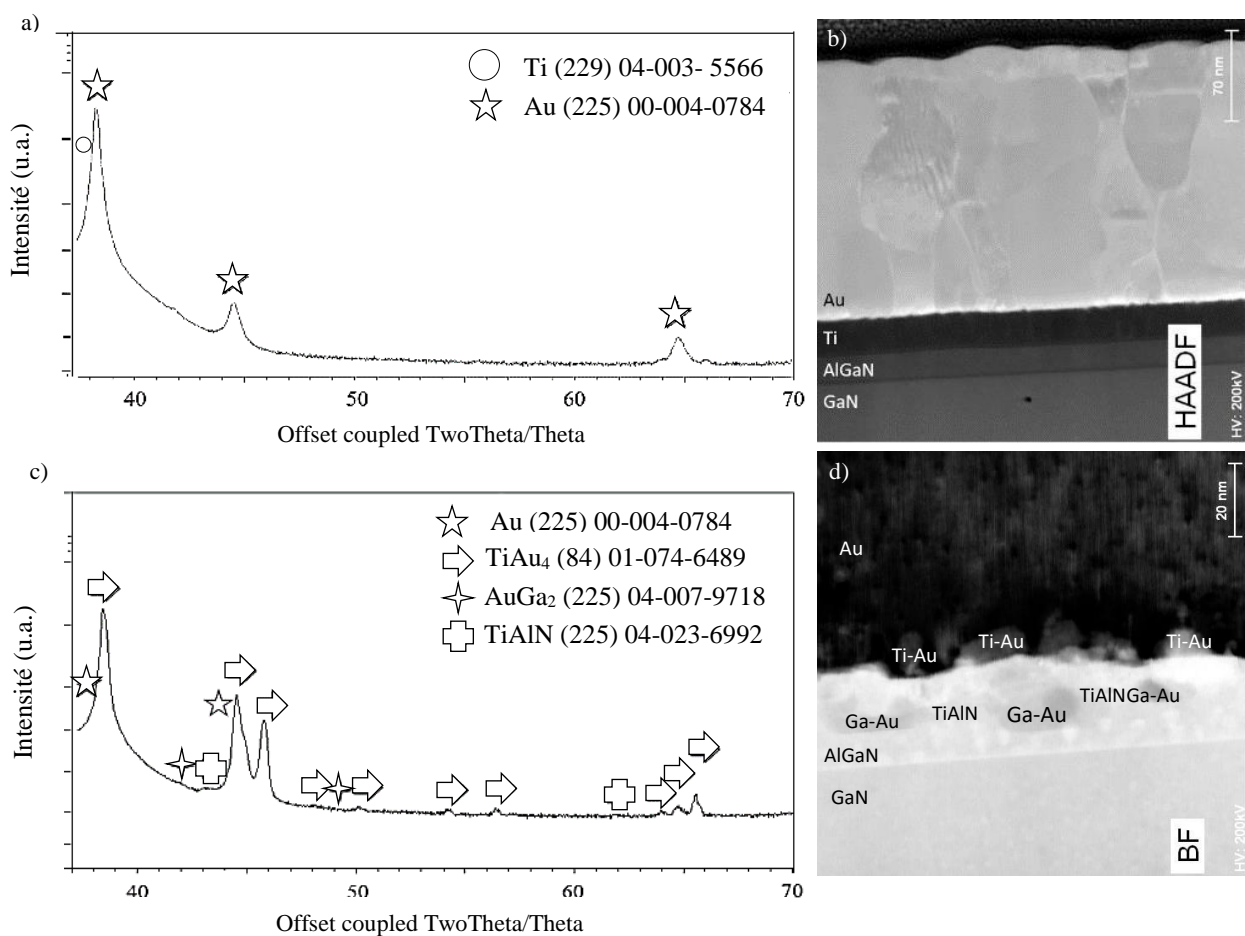 a)
Ti (229) 04-003- 5566
Au (225) 00-004-0784
Intensité (u.a.)
40 50 60 70
Offset coupled TwoTheta/Theta
b)
70 nm
Au
Ti
AlGaN
GaN
HAADF
HV: 200kV
c)
Au (225) 00-004-0784
TiAu₄ (84) 01-074-6489
AuGa₂ (225) 04-007-9718
TiAlN (225) 04-023-6992
Intensité (u.a.)
40 50 60 70
Offset coupled TwoTheta/Theta
d)
20 nm
Au
Ti-Au Ti-Au Ti-Au
Ga-Au TiAlN Ga-Au TiAlNGa-Au
AlGaN
GaN
BF
HV: 200kV